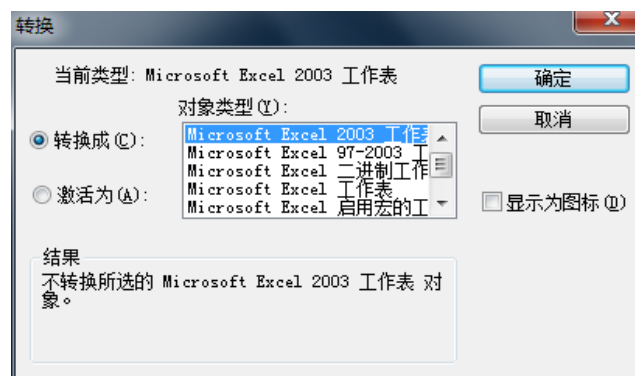 转换
当前类型: Microsoft Excel 2003 工作表
对象类型(Y):
转换成(C):
Microsoft Excel 2003 工作表
Microsoft Excel 97-2003 工
Microsoft Excel 二进制工作
Microsoft Excel 工作表
Microsoft Excel 启用宏的工
激活为(A):
确定
取消
显示为图标(D)
结果
不转换所选的 Microsoft Excel 2003 工作表 对
象。